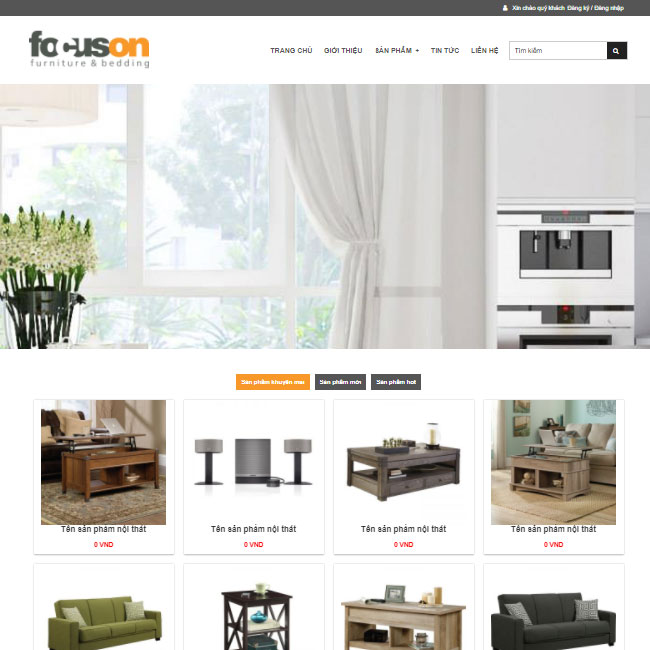 Xin chào quý khách Đăng ký / Đăng nhập
focuson
furniture & bedding
TRANG CHỦ GIỚI THIỆU SẢN PHẨM + TIN TỨC LIÊN HỆ Tìm kiếm
Sản phẩm khuyến mại Sản phẩm mới Sản phẩm hot
Tên sản phẩm nội thất Tên sản phẩm nội thất Tên sản phẩm nội thất Tên sản phẩm nội thất
0 VND 0 VND 0 VND 0 VND